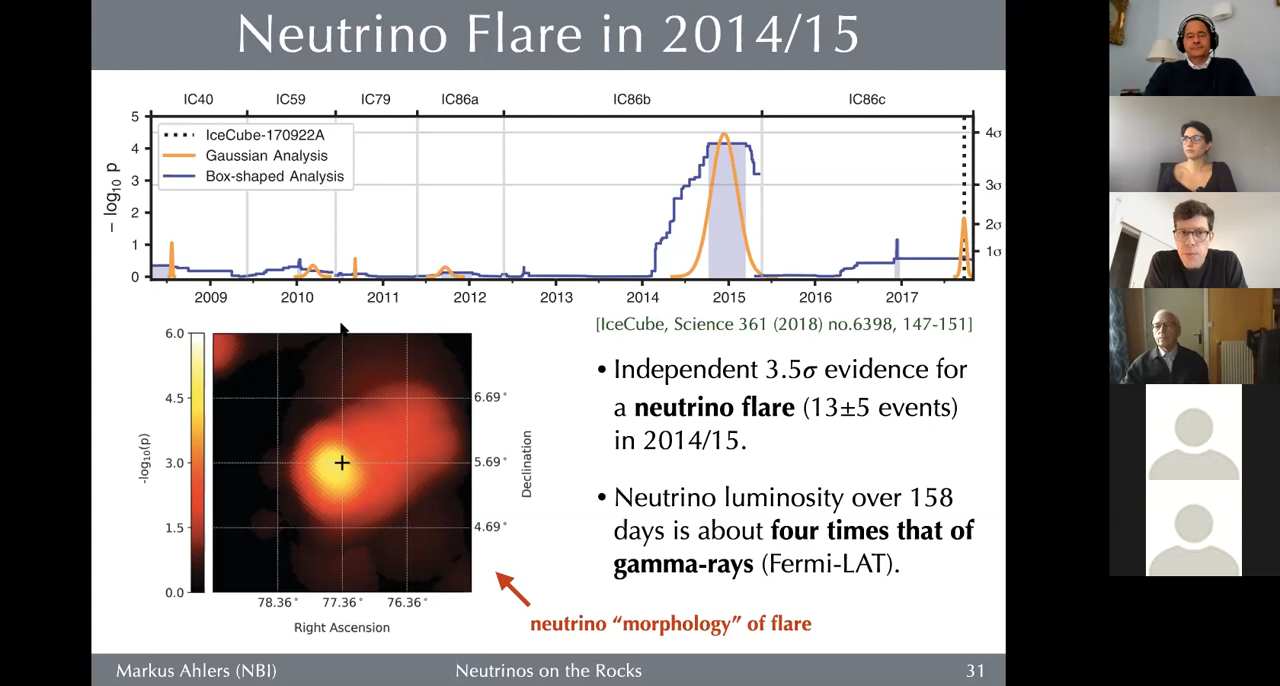 Neutrino Flare in 2014/15
IC40 IC59 IC79 IC86a IC86b IC86c
IceCube-170922A
Gaussian Analysis
Box-shaped Analysis
− log10 p
5
4
3
2
1
0
4σ
3σ
2σ
1σ
2009 2010 2011 2012 2013 2014 2015 2016 2017
[IceCube, Science 361 (2018) no.6398, 147-151]
6.0
4.5
3.0
1.5
0.0
-log10(p)
6.69°
5.69°
4.69°
Declination
78.36° 77.36° 76.36°
Right Ascension
• Independent 3.5σ evidence for
a neutrino flare (13±5 events)
in 2014/15.
• Neutrino luminosity over 158
days is about four times that of
gamma-rays (Fermi-LAT).
neutrino “morphology” of flare
Markus Ahlers (NBI) Neutrinos on the Rocks 31